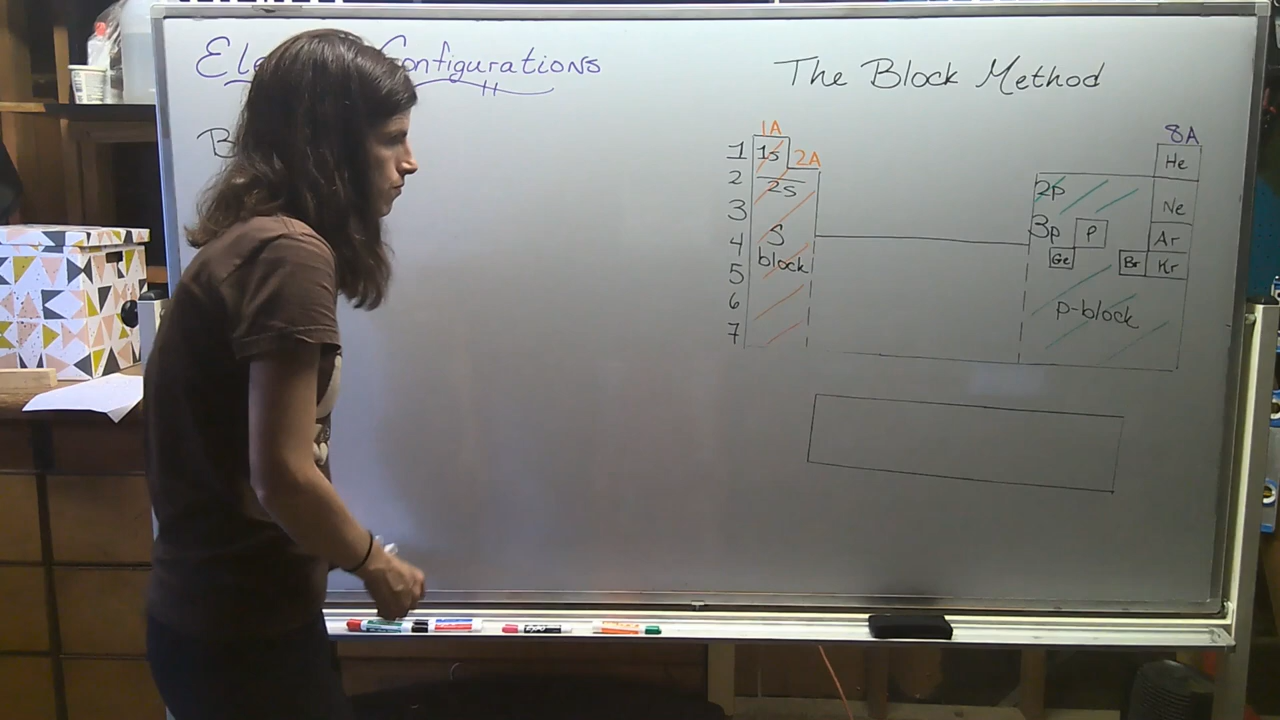 Configurations
The Block Method
1A
8A
1 1s 2A He
2 2s 2p Ne
3 3p P Ar
4 S Ge Br Kr
5 block
6 p-block
7